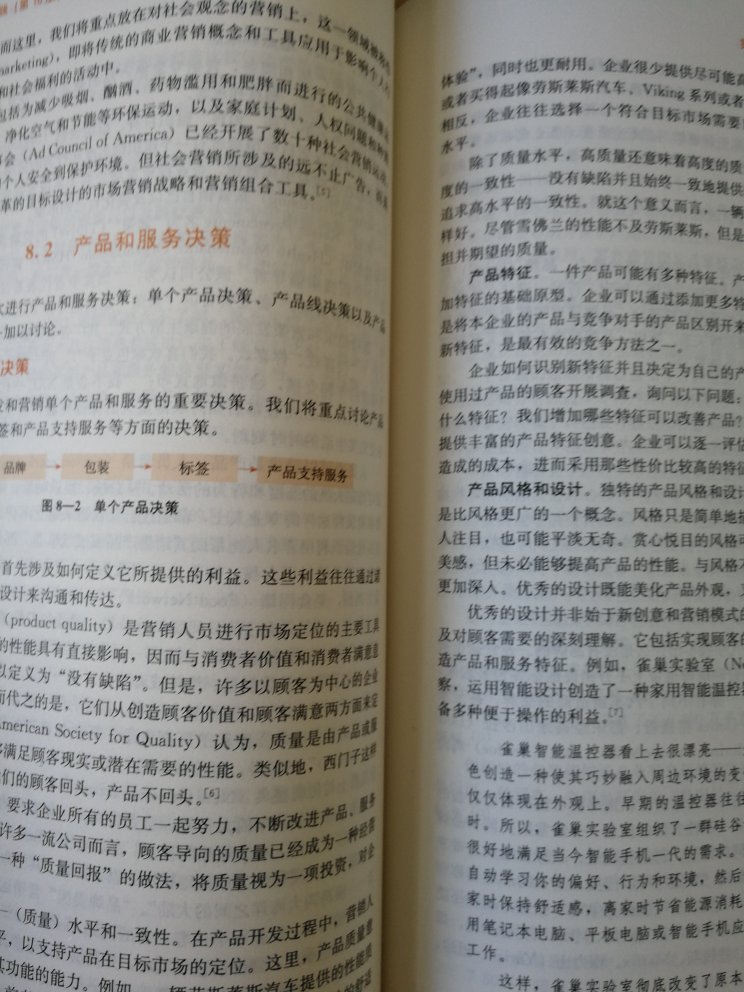 而这里，我们将重点放在对社会观念的营销上，这一领域被称
marketing），即将传统的商业营销概念和工具应用于影响个人
和社会福利的活动中。
包括为减少吸烟、酗酒、药物滥用和肥胖而进行的公共健康
净化空气和节能等环保运动，以及家庭计划、人权问题和种族
会（Ad Council of America）已经开展了数十种社会营销运动
个人安全到保护环境。但社会营销所涉及的远不止广告，
革的目标设计的市场营销战略和营销组合工具。[5]
8.2 产品和服务决策
进行产品和服务决策：单个产品决策、产品线决策以及产品
加以讨论。
决策
和营销单个产品和服务的重要决策。我们将重点讨论产品
签和产品支持服务等方面的决策。
品牌 包装 标签 产品支持服务
图8—2 单个产品决策
首先涉及如何定义它所提供的利益。这些利益往往通过诸
设计来沟通和传达。
（product quality）是营销人员进行市场定位的主要工具
的性能具有直接影响，因而与消费者价值和消费者满意息
以定义为“没有缺陷”。但是，许多以顾客为中心的企业
而代之的是，它们从创造顾客价值和顾客满意两方面来定
American Society for Quality）认为，质量是由产品或服
够满足顾客现实或潜在需要的性能。类似地，西门子这样
我们的顾客回头，产品不回头。[6]
要求企业所有的员工一起努力，不断改进产品、服务
许多一流公司而言，顾客导向的质量已经成为一种经营
一种“质量回报”的做法，将质量视为一项投资，对企
（质量）水平和一致性。在产品开发过程中，营销人
平，以支持产品在目标市场的定位。这里，产品质量意
其功能的能力。例如，一辆劳斯莱斯汽车提供的性能质
的舒适
体验”，同时也更耐用。企业很少提供尽可能高
或者买得起像劳斯莱斯汽车、Viking系列或者
相反，企业往往选择一个符合目标市场需要
水平。
除了质量水平，高质量还意味着高度的质
度的一致性——没有缺陷并且始终一致地提供
追求高水平的一致性。就这个意义而言，一辆
样好。尽管雪佛兰的性能不及劳斯莱斯，但是
担并期望的质量。
产品特征。一件产品可能有多种特征。产
加特征的基础原型。企业可以通过添加更多特
是将本企业的产品与竞争对手的产品区别开来
新特征，是最有效的竞争方法之一。
企业如何识别新特征并且决定为自己的产
使用过产品的顾客开展调查，询问以下问题：
什么特征？我们增加哪些特征可以改善产品？
提供丰富的产品特征创意。企业可以逐一评估
造成的成本，进而采用那些性价比较高的特征
产品风格和设计。独特的产品风格和设计
是比风格更广的一个概念。风格只是简单地描
人注目，也可能平淡无奇。赏心悦目的风格可
美感，但未必能够提高产品的性能。与风格不
更加深入。优秀的设计既能美化产品外观，又
优秀的设计并非始于新创意和营销模式的
及对顾客需要的深刻理解。它包括实现顾客的
造产品和服务特征。例如，雀巢实验室（Ne
察，运用智能设计创造了一种家用智能温控器
备多种便于操作的利益。[7]
雀巢智能温控器看上去很漂亮——
色创造一种使其巧妙融入周边环境的变
仅仅体现在外观上。早期的温控器往往
时。所以，雀巢实验室组织了一群硅谷
很好地满足当今智能手机一代的需求。
自动学习你的偏好、行为和环境，然后
家时保持舒适感，离家时节省能源消耗
用笔记本电脑、平板电脑或智能手机应
工作。
这样，雀巢实验室彻底改变了原本